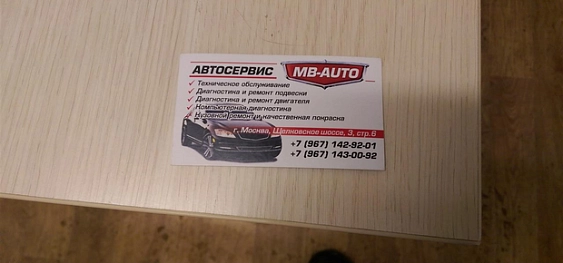 АВТОСЕРВИС MB-AUTO
✓ Техническое обслуживание
✓ Диагностика и ремонт подвески
✓ Диагностика и ремонт двигателя
✓ Компьютерная диагностика
✓ Кузовной ремонт и качественная покраска
г. Москва, Щелковское шоссе, 3, стр.6
+7 (967) 142-92-01
+7 (967) 143-00-92